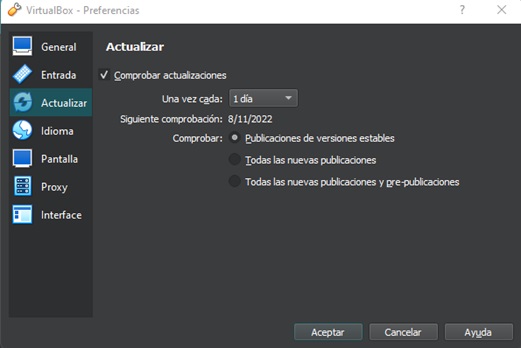 VirtualBox - Preferencias
? ×
General
Entrada
Actualizar
Idioma
Pantalla
Proxy
Interface
Actualizar
Comprobar actualizaciones
Una vez cada: 1 día
Siguiente comprobación: 8/11/2022
Comprobar: Publicaciones de versiones estables
Todas las nuevas publicaciones
Todas las nuevas publicaciones y pre-publicaciones
Aceptar Cancelar Ayuda